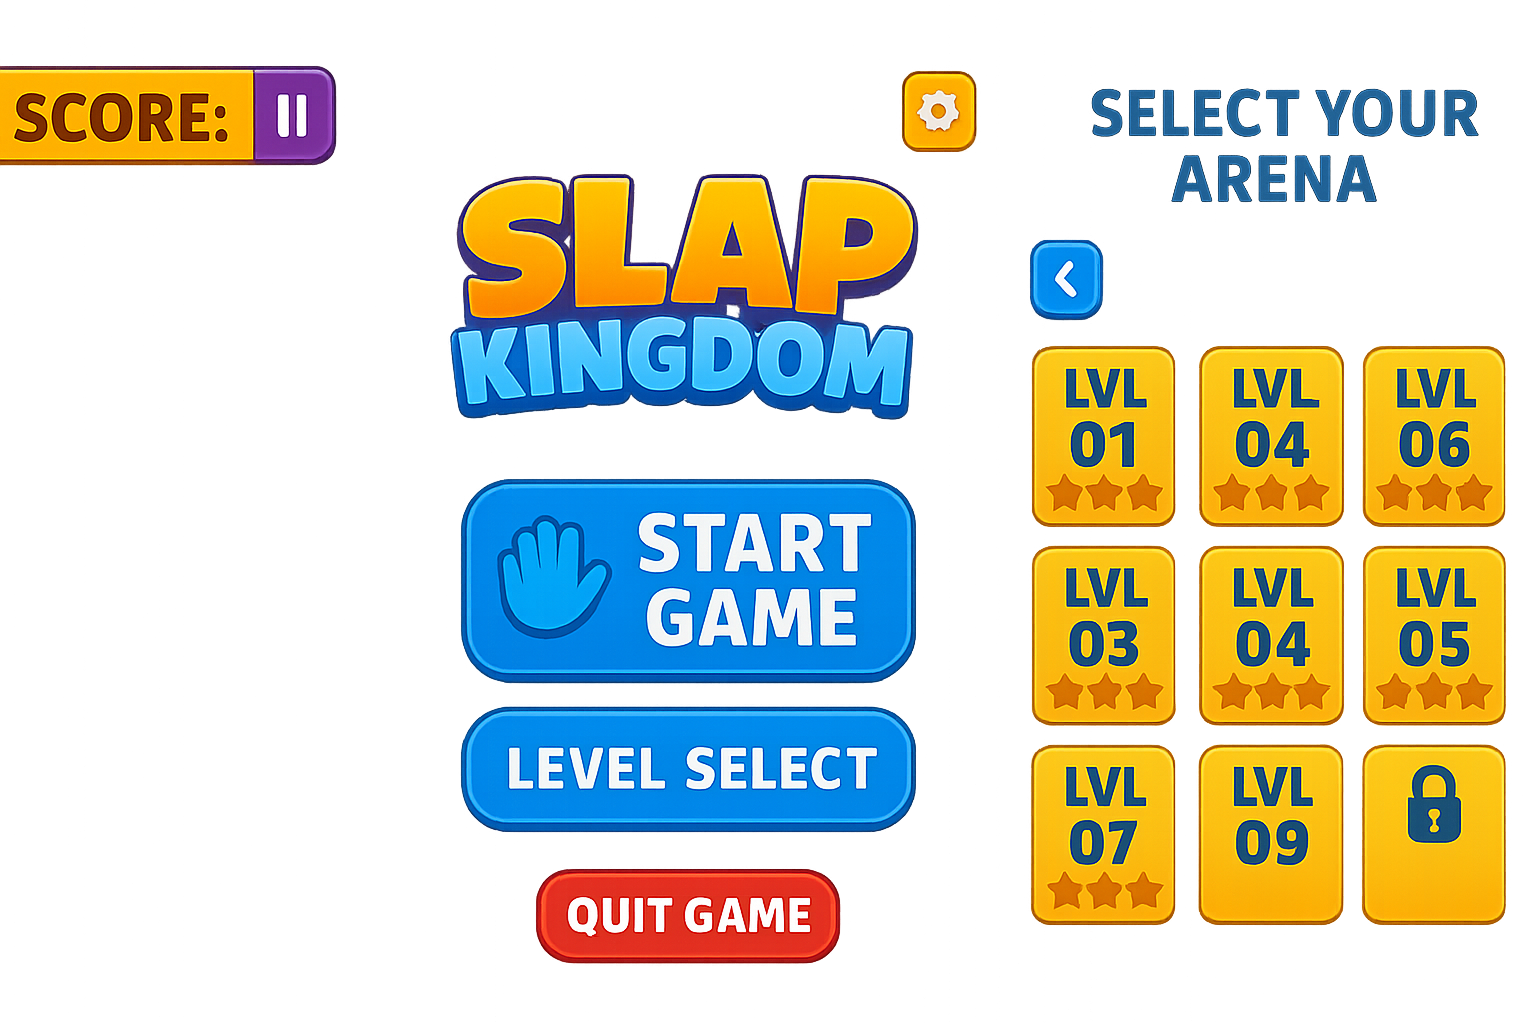 SCORE:
SLAP
KINGDOM
START
GAME
LEVEL SELECT
QUIT GAME
SELECT YOUR
ARENA
LVL
01
LVL
04
LVL
06
LVL
03
LVL
04
LVL
05
LVL
07
LVL
09